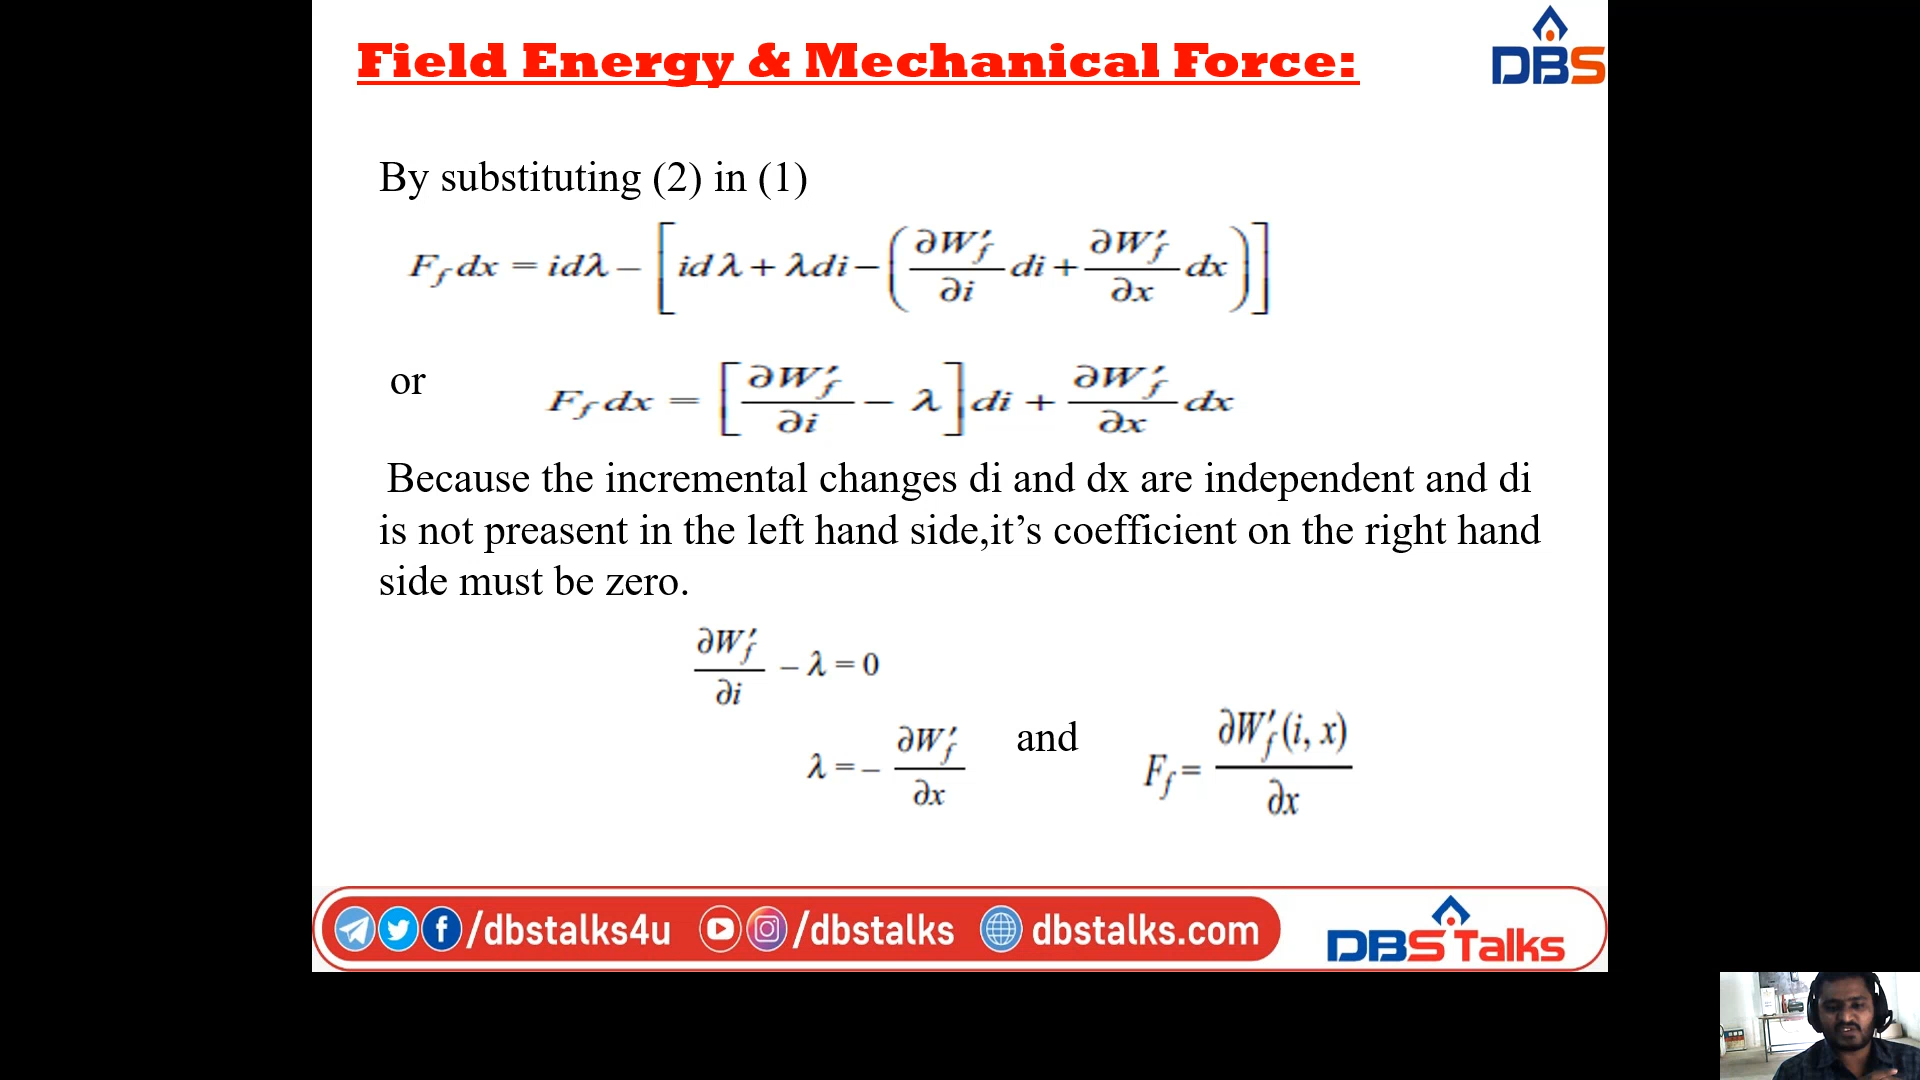 Field Energy & Mechanical Force:
DBS
By substituting (2) in (1)
F_f dx = idλ − [ idλ + λdi − ( ∂W′_f/∂i di + ∂W′_f/∂x dx ) ]
or F_f dx = [ ∂W′_f/∂i − λ ] di + ∂W′_f/∂x dx
Because the incremental changes di and dx are independent and di
is not preasent in the left hand side,it’s coefficient on the right hand
side must be zero.
∂W′_f/∂i − λ = 0
λ = − ∂W′_f/∂x and F_f = ∂W′_f(i, x)/∂x
/dbstalks4u /dbstalks dbstalks.com DBS Talks